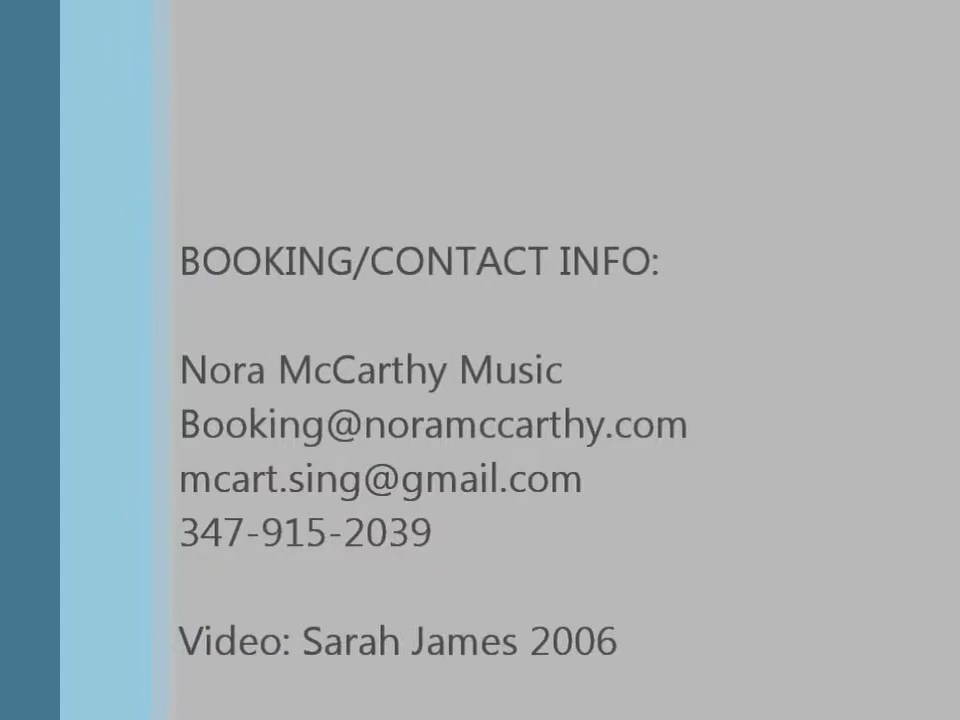 BOOKING/CONTACT INFO:
Nora McCarthy Music
Booking@noramccarthy.com
mcart.sing@gmail.com
347-915-2039
Video: Sarah James 2006